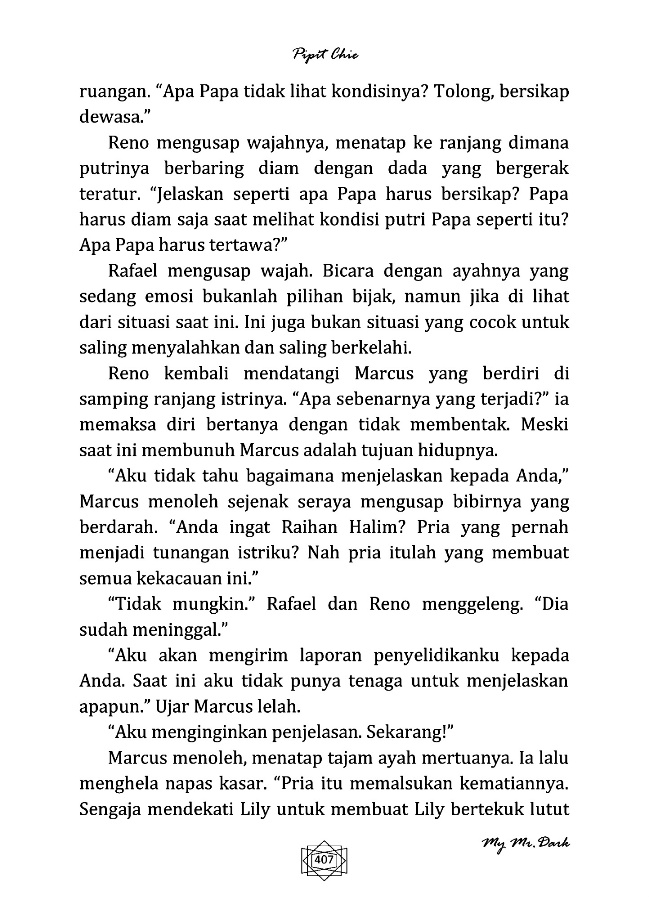 Pipit Chie
ruangan. “Apa Papa tidak lihat kondisinya? Tolong, bersikap
dewasa.”
Reno mengusap wajahnya, menatap ke ranjang dimana
putrinya berbaring diam dengan dada yang bergerak
teratur. “Jelaskan seperti apa Papa harus bersikap? Papa
harus diam saja saat melihat kondisi putri Papa seperti itu?
Apa Papa harus tertawa?”
Rafael mengusap wajah. Bicara dengan ayahnya yang
sedang emosi bukanlah pilihan bijak, namun jika di lihat
dari situasi saat ini. Ini juga bukan situasi yang cocok untuk
saling menyalahkan dan saling berkelahi.
Reno kembali mendatangi Marcus yang berdiri di
samping ranjang istrinya. “Apa sebenarnya yang terjadi?” ia
memaksa diri bertanya dengan tidak membentak. Meski
saat ini membunuh Marcus adalah tujuan hidupnya.
“Aku tidak tahu bagaimana menjelaskan kepada Anda,”
Marcus menoleh sejenak seraya mengusap bibirnya yang
berdarah. “Anda ingat Raihan Halim? Pria yang pernah
menjadi tunangan istriku? Nah pria itulah yang membuat
semua kekacauan ini.”
“Tidak mungkin.” Rafael dan Reno menggeleng. “Dia
sudah meninggal.”
“Aku akan mengirim laporan penyelidikanku kepada
Anda. Saat ini aku tidak punya tenaga untuk menjelaskan
apapun.” Ujar Marcus lelah.
“Aku menginginkan penjelasan. Sekarang!”
Marcus menoleh, menatap tajam ayah mertuanya. Ia lalu
menghela napas kasar. “Pria itu memalsukan kematiannya.
Sengaja mendekati Lily untuk membuat Lily bertekuk lutut
My Mr. Dark
407